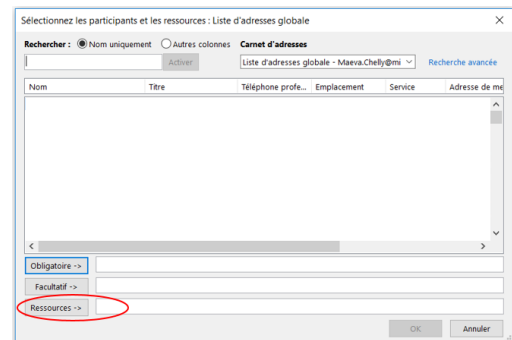 Sélectionnez les participants et les ressources : Liste d'adresses globale
Rechercher : Nom uniquement Autres colonnes Carnet d'adresses
Activer Liste d'adresses globale - Maeva.Chelly@mi Recherche avancée
Nom Titre Téléphone profe... Emplacement Service Adresse de me
Obligatoire ->
Facultatif ->
Ressources ->
OK Annuler